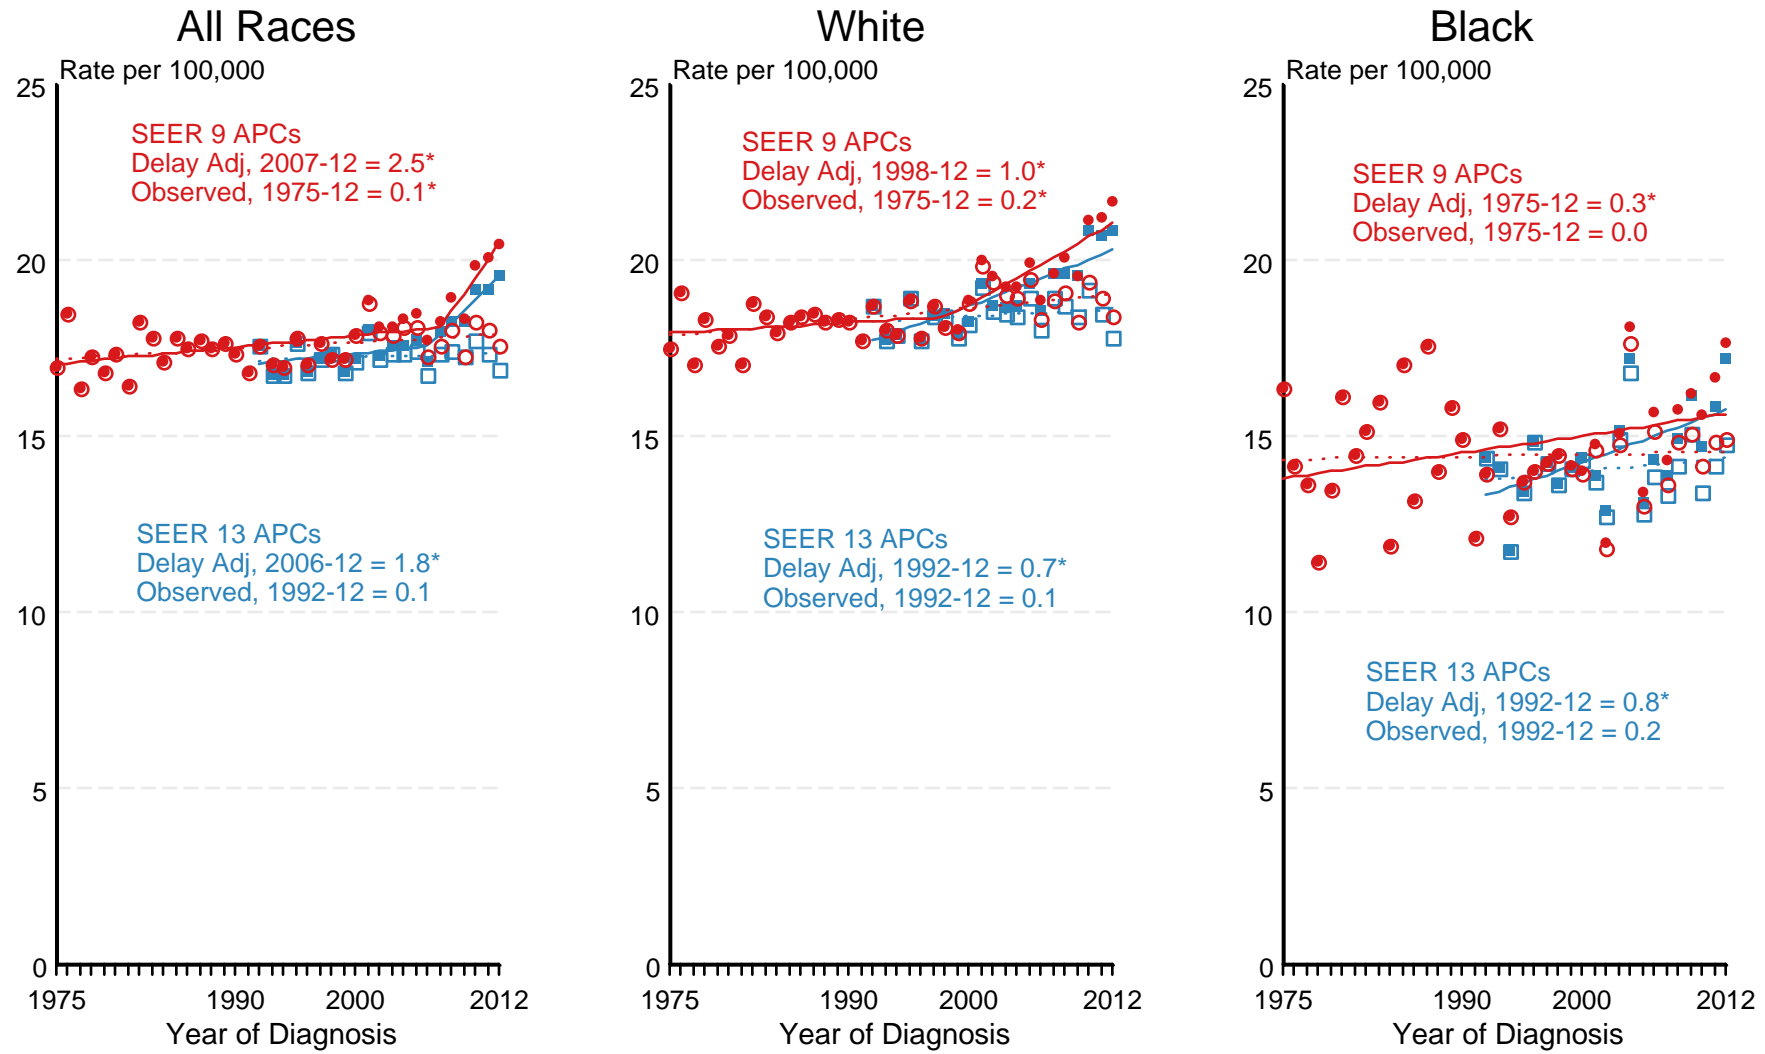 All Races
Rate per 100,000
25
20
15
10
5
0
SEER 9 APCs
Delay Adj, 2007-12 = 2.5*
Observed, 1975-12 = 0.1*
SEER 13 APCs
Delay Adj, 2006-12 = 1.8*
Observed, 1992-12 = 0.1
1975 1990 2000 2012
Year of Diagnosis
White
Rate per 100,000
25
20
15
10
5
0
SEER 9 APCs
Delay Adj, 1998-12 = 1.0*
Observed, 1975-12 = 0.2*
SEER 13 APCs
Delay Adj, 1992-12 = 0.7*
Observed, 1992-12 = 0.1
1975 1990 2000 2012
Year of Diagnosis
Black
Rate per 100,000
25
20
15
10
5
0
SEER 9 APCs
Delay Adj, 1975-12 = 0.3*
Observed, 1975-12 = 0.0
SEER 13 APCs
Delay Adj, 1992-12 = 0.8*
Observed, 1992-12 = 0.2
1975 1990 2000 2012
Year of Diagnosis